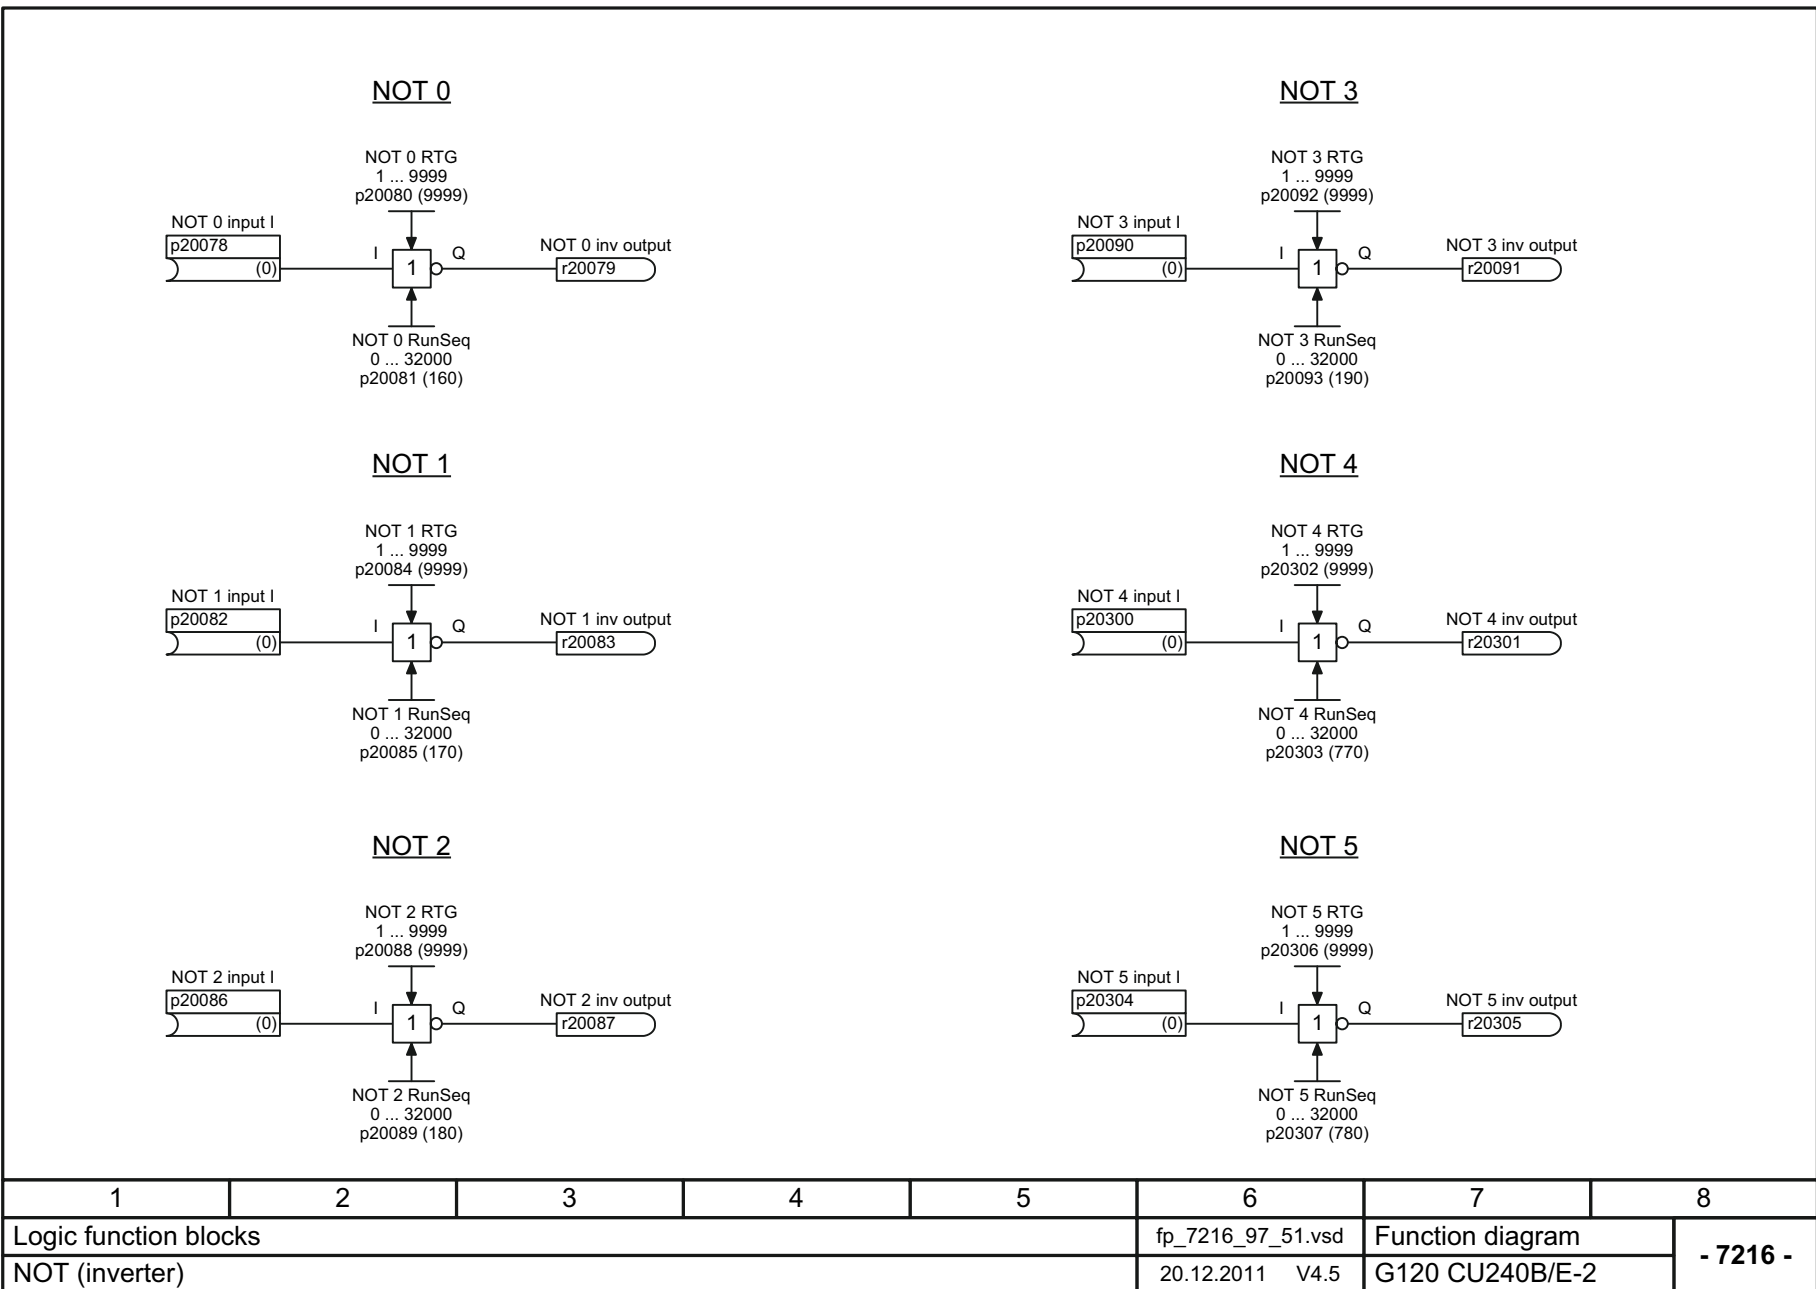 NOT 0
NOT 0 RTG
1 ... 9999
p20080 (9999)
NOT 0 input I
p20078
(0)
I
1
Q
NOT 0 inv output
r20079
NOT 0 RunSeq
0 ... 32000
p20081 (160)
NOT 1
NOT 1 RTG
1 ... 9999
p20084 (9999)
NOT 1 input I
p20082
(0)
I
1
Q
NOT 1 inv output
r20083
NOT 1 RunSeq
0 ... 32000
p20085 (170)
NOT 2
NOT 2 RTG
1 ... 9999
p20088 (9999)
NOT 2 input I
p20086
(0)
I
1
Q
NOT 2 inv output
r20087
NOT 2 RunSeq
0 ... 32000
p20089 (180)
NOT 3
NOT 3 RTG
1 ... 9999
p20092 (9999)
NOT 3 input I
p20090
(0)
I
1
Q
NOT 3 inv output
r20091
NOT 3 RunSeq
0 ... 32000
p20093 (190)
NOT 4
NOT 4 RTG
1 ... 9999
p20302 (9999)
NOT 4 input I
p20300
(0)
I
1
Q
NOT 4 inv output
r20301
NOT 4 RunSeq
0 ... 32000
p20303 (770)
NOT 5
NOT 5 RTG
1 ... 9999
p20306 (9999)
NOT 5 input I
p20304
(0)
I
1
Q
NOT 5 inv output
r20305
NOT 5 RunSeq
0 ... 32000
p20307 (780)
1 2 3 4 5 6 7 8
Logic function blocks fp_7216_97_51.vsd Function diagram
- 7216 -
NOT (inverter) 20.12.2011 V4.5 G120 CU240B/E-2